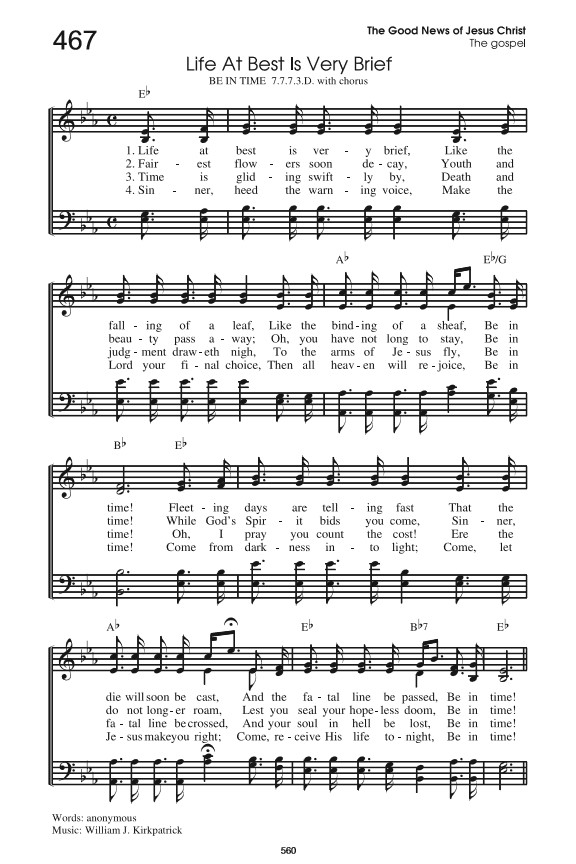 467
The Good News of Jesus Christ
The gospel
Life At Best Is Very Brief
BE IN TIME 7.7.7.3.D. with chorus
E♭
1. Life at best is ver - y brief, Like the
2. Fair - est flow - ers soon de - cay, Youth and
3. Time is glid - ing swift - ly by, Death and
4. Sin - ner, heed the warn - ing voice, Make the
A♭ E♭/G
fall - ing of a leaf, Like the bind - ing of a sheaf, Be in
beau - ty pass a - way; Oh, you have not long to stay, Be in
judg - ment draw - eth nigh, To the arms of Je - sus fly, Be in
Lord your fi - nal choice, Then all heav - en will re - joice, Be in
B♭ E♭
time! Fleet - ing days are tell - ing fast That the
time! While God's Spir - it bids you come, Sin - ner,
time! Oh, I pray you count the cost! Ere the
time! Come from dark - ness in - to light; Come, let
A♭ E♭ B♭7 E♭
die will soon be cast, And the fa - tal line be passed, Be in time!
do not long - er roam, Lest you seal your hope - less doom, Be in time!
fa - tal line be crossed, And your soul in hell be lost, Be in time!
Je - sus make you right; Come, re - ceive His life to - night, Be in time!
Words: anonymous
Music: William J. Kirkpatrick
560